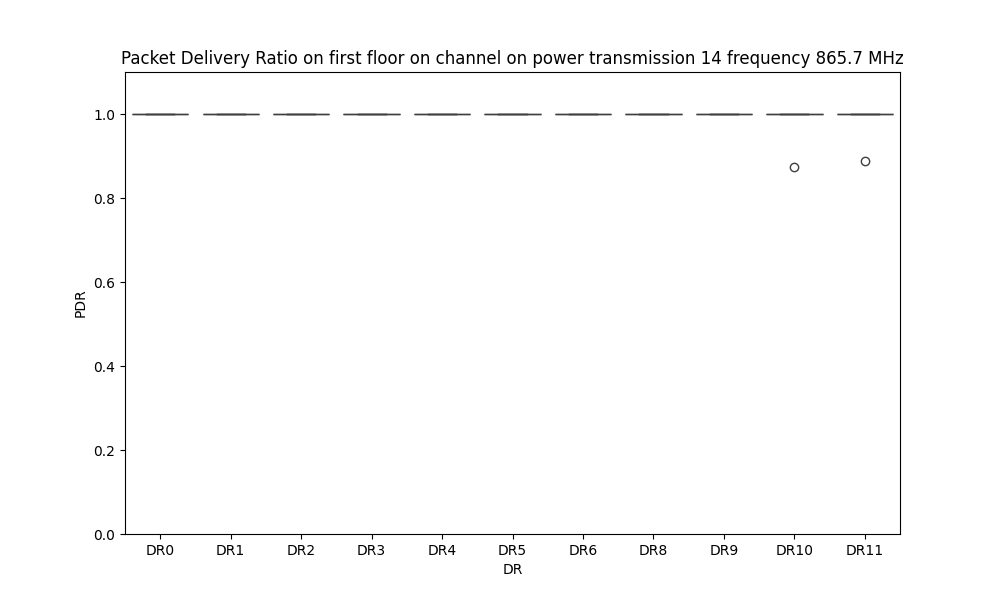 Packet Delivery Ratio on first floor on channel on power transmission 14 frequency 865.7 MHz
1.0
0.8
0.6
0.4
0.2
0.0
PDR
DR0 DR1 DR2 DR3 DR4 DR5 DR6 DR8 DR9 DR10 DR11
DR